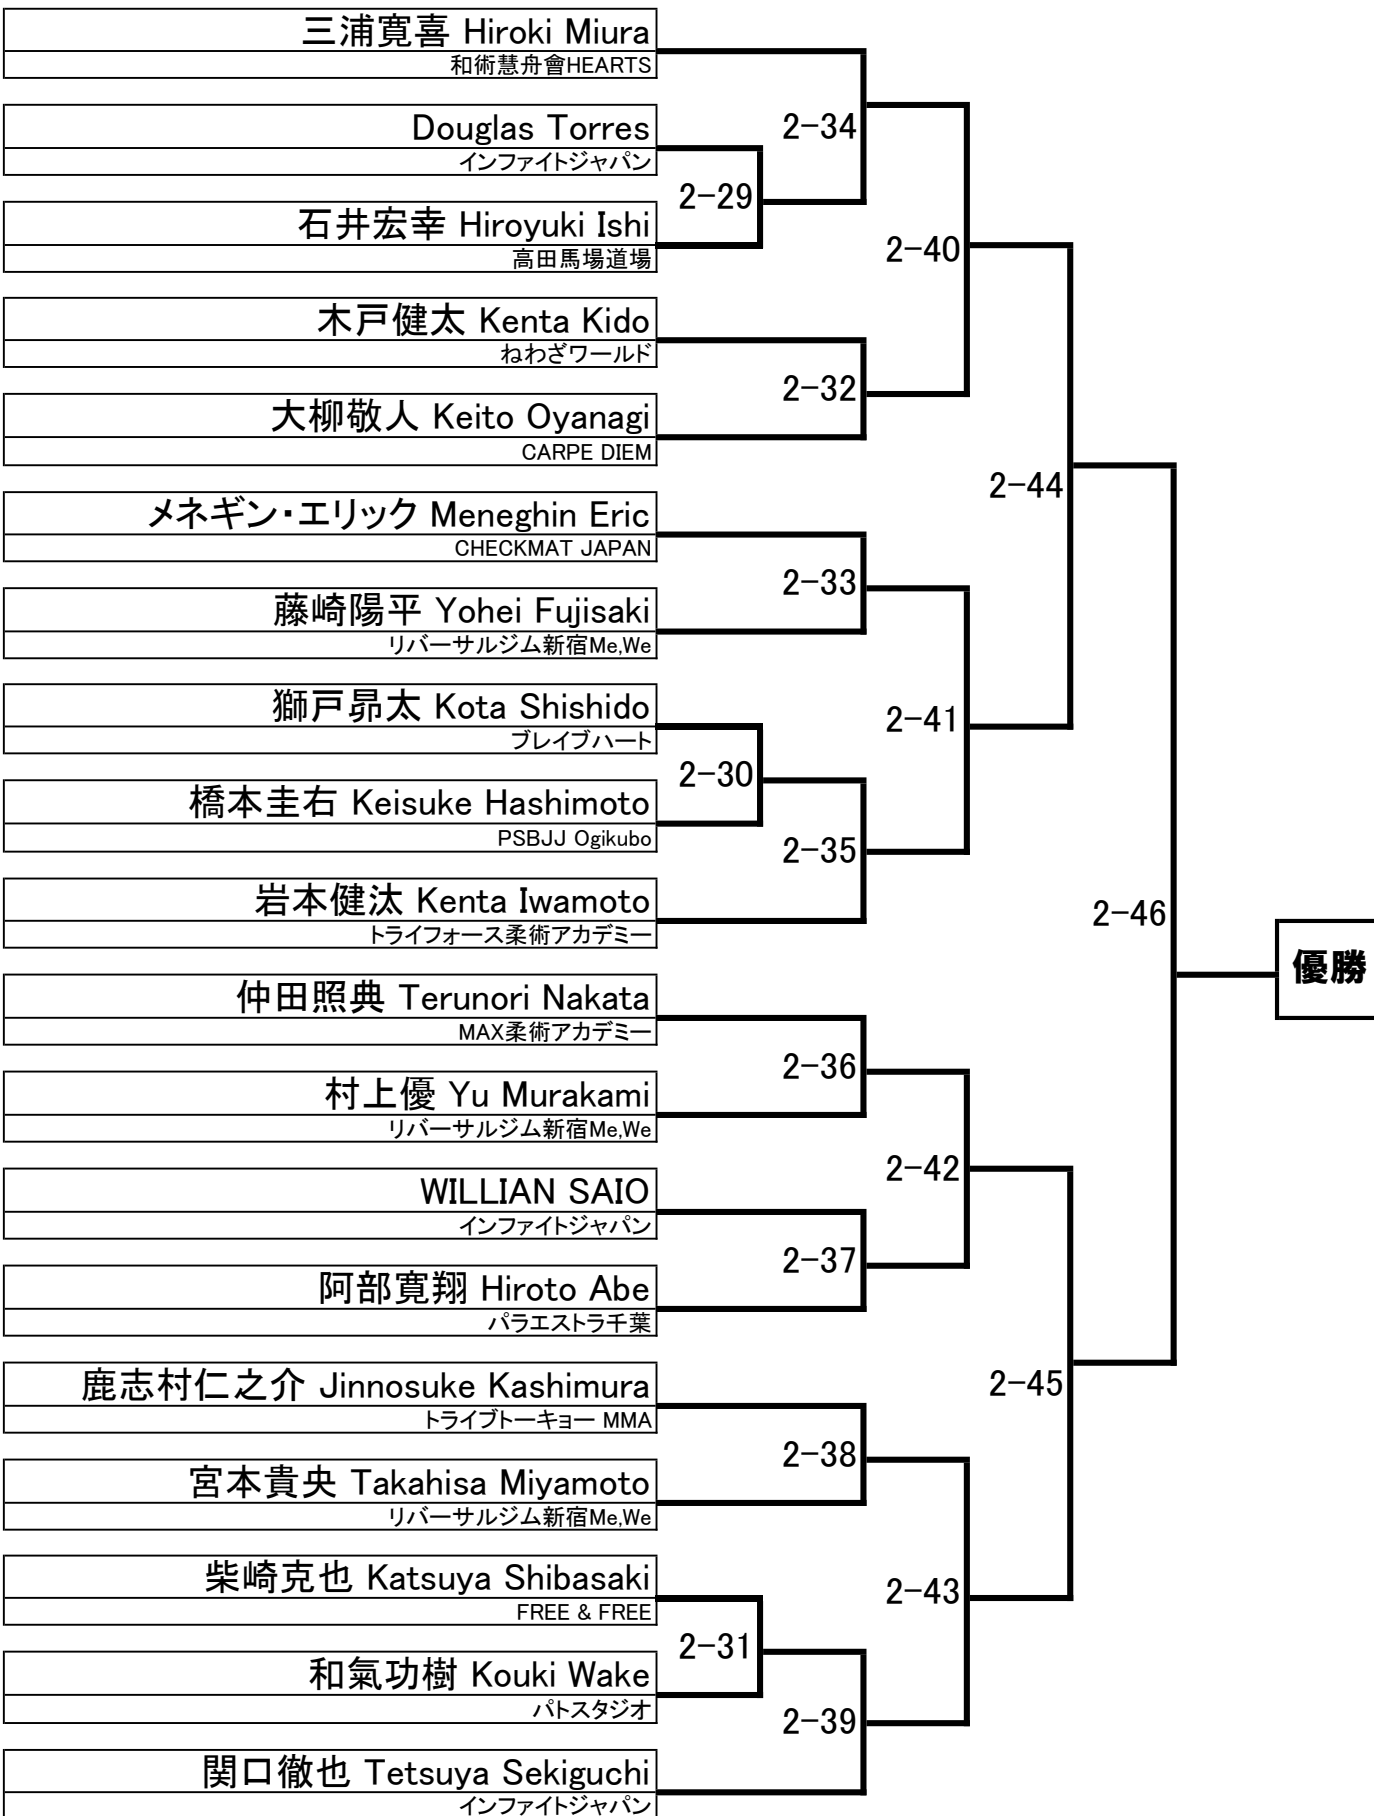 三浦寛喜 Hiroki Miura
和術慧舟會HEARTS
Douglas Torres
インファイトジャパン
石井宏幸 Hiroyuki Ishi
高田馬場道場
木戸健太 Kenta Kido
ねわざワールド
大柳敬人 Keito Oyanagi
CARPE DIEM
メネギン・エリック Meneghin Eric
CHECKMAT JAPAN
藤崎陽平 Yohei Fujisaki
リバーサルジム新宿Me,We
獅戸昴太 Kota Shishido
ブレイブハート
橋本圭右 Keisuke Hashimoto
PSBJJ Ogikubo
岩本健汰 Kenta Iwamoto
トライフォース柔術アカデミー
仲田照典 Terunori Nakata
MAX柔術アカデミー
村上優 Yu Murakami
リバーサルジム新宿Me,We
WILLIAN SAIO
インファイトジャパン
阿部寛翔 Hiroto Abe
パラエストラ千葉
鹿志村仁之介 Jinnosuke Kashimura
トライブトーキョー MMA
宮本貴央 Takahisa Miyamoto
リバーサルジム新宿Me,We
柴崎克也 Katsuya Shibasaki
FREE & FREE
和氣功樹 Kouki Wake
パトスタジオ
関口徹也 Tetsuya Sekiguchi
インファイトジャパン
2-29
2-30
2-31
2-34
2-32
2-33
2-35
2-36
2-37
2-38
2-39
2-40
2-41
2-42
2-43
2-44
2-45
2-46
優勝